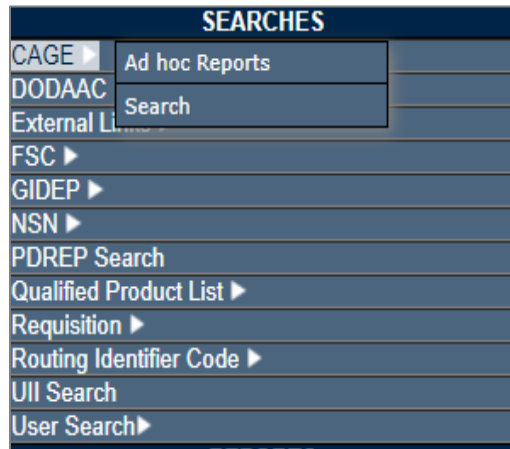 SEARCHES
CAGE ▶
Ad hoc Reports
DODAAC
Search
External
FSC ▶
GIDEP ▶
NSN ▶
PDREP Search
Qualified Product List ▶
Requisition ▶
Routing Identifier Code ▶
UII Search
User Search▶